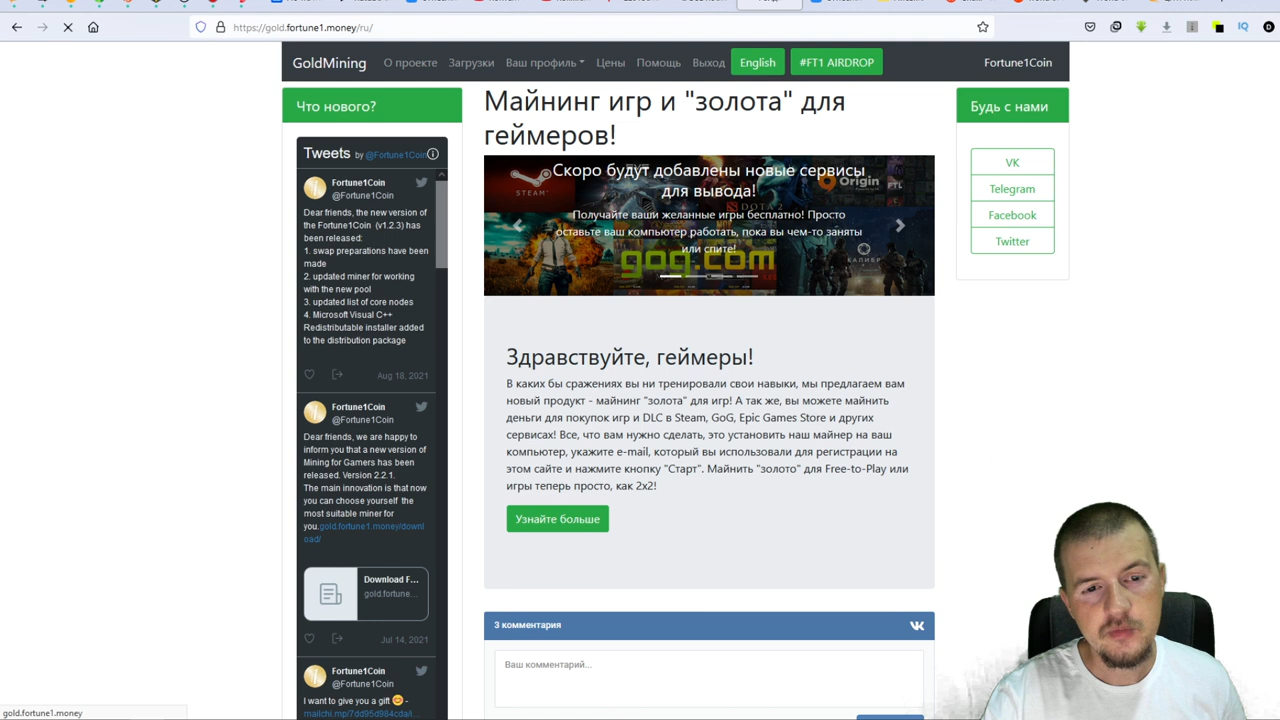 https://gold.fortune1.money/ru/
GoldMining О проекте Загрузки Ваш профиль Цены Помощь Выход English #FT1 AIRDROP Fortune1Coin
Что нового?
Tweets by @Fortune1Coin
Fortune1Coin
@Fortune1Coin
Dear friends, the new version of
the Fortune1Coin (v1.2.3) has
been released:
1. swap preparations have been
made
2. updated miner for working
with the new pool
3. updated list of core nodes
4. Microsoft Visual C++
Redistributable installer added
to the distribution package
Aug 18, 2021
Fortune1Coin
@Fortune1Coin
Dear friends, we are happy to
inform you that a new version of
Mining for Gamers has been
released. Version 2.2.1.
The main innovation is that now
you can choose yourself the
most suitable miner for
you.gold.fortune1.money/downl
oad/
Download F...
gold.fortune...
Jul 14, 2021
Fortune1Coin
@Fortune1Coin
I want to give you a gift 😊 -
mailchi.mp/7dd95d984cda/i...
Майнинг игр и "золота" для
геймеров!
STEAM
Origin
DOTA 2
Скоро будут добавлены новые сервисы
для вывода!
Получайте ваши желанные игры бесплатно! Просто
оставьте ваш компьютер работать, пока вы чем-то заняты
или спите!
gog.com
КАЛИБР
Здравствуйте, геймеры!
В каких бы сражениях вы ни тренировали свои навыки, мы предлагаем вам
новый продукт - майнинг "золота" для игр! А так же, вы можете майнить
деньги для покупок игр и DLC в Steam, GoG, Epic Games Store и других
сервисах! Все, что вам нужно сделать, это установить наш майнер на ваш
компьютер, укажите e-mail, который вы использовали для регистрации на
этом сайте и нажмите кнопку "Старт". Майнить "золото" для Free-to-Play или
игры теперь просто, как 2x2!
Узнайте больше
3 комментария
Ваш комментарий...
Будь с нами
VK
Telegram
Facebook
Twitter
gold.fortune1.money